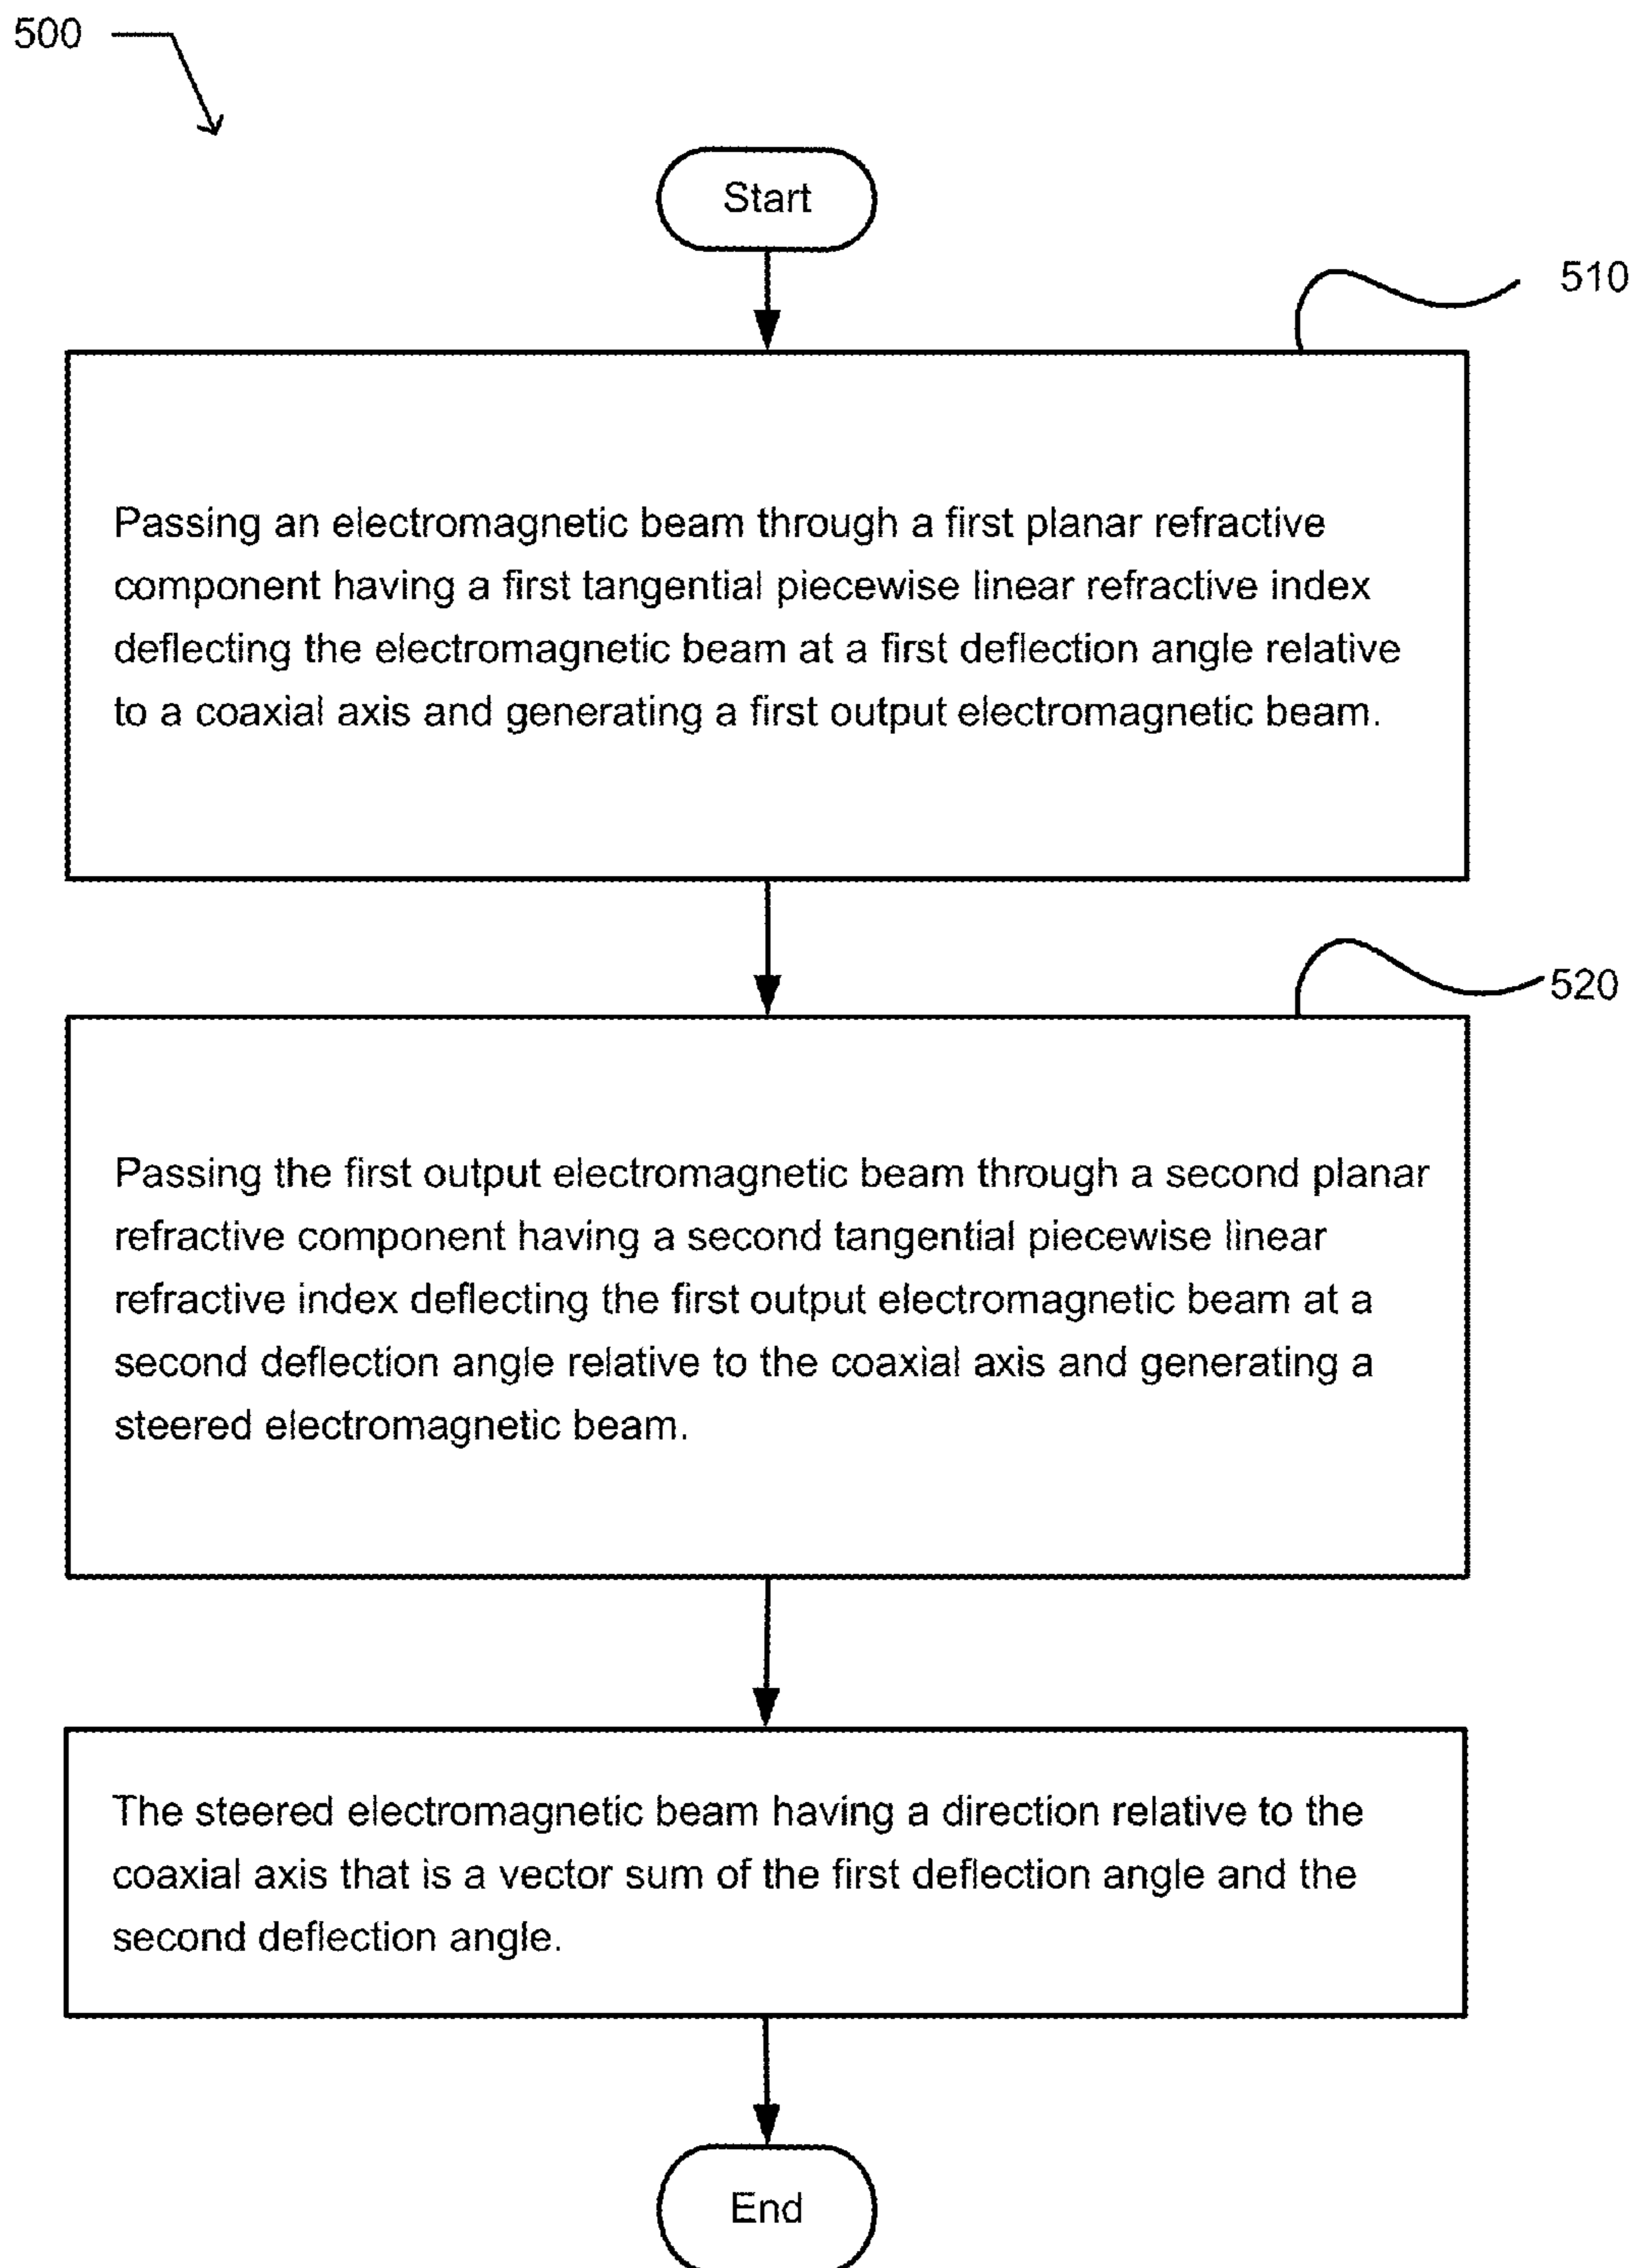 500
Start
510
Passing an electromagnetic beam through a first planar refractive
component having a first tangential piecewise linear refractive index
deflecting the electromagnetic beam at a first deflection angle relative
to a coaxial axis and generating a first output electromagnetic beam.
520
Passing the first output electromagnetic beam through a second planar
refractive component having a second tangential piecewise linear
refractive index deflecting the first output electromagnetic beam at a
second deflection angle relative to the coaxial axis and generating a
steered electromagnetic beam.
The steered electromagnetic beam having a direction relative to the
coaxial axis that is a vector sum of the first deflection angle and the
second deflection angle.
End